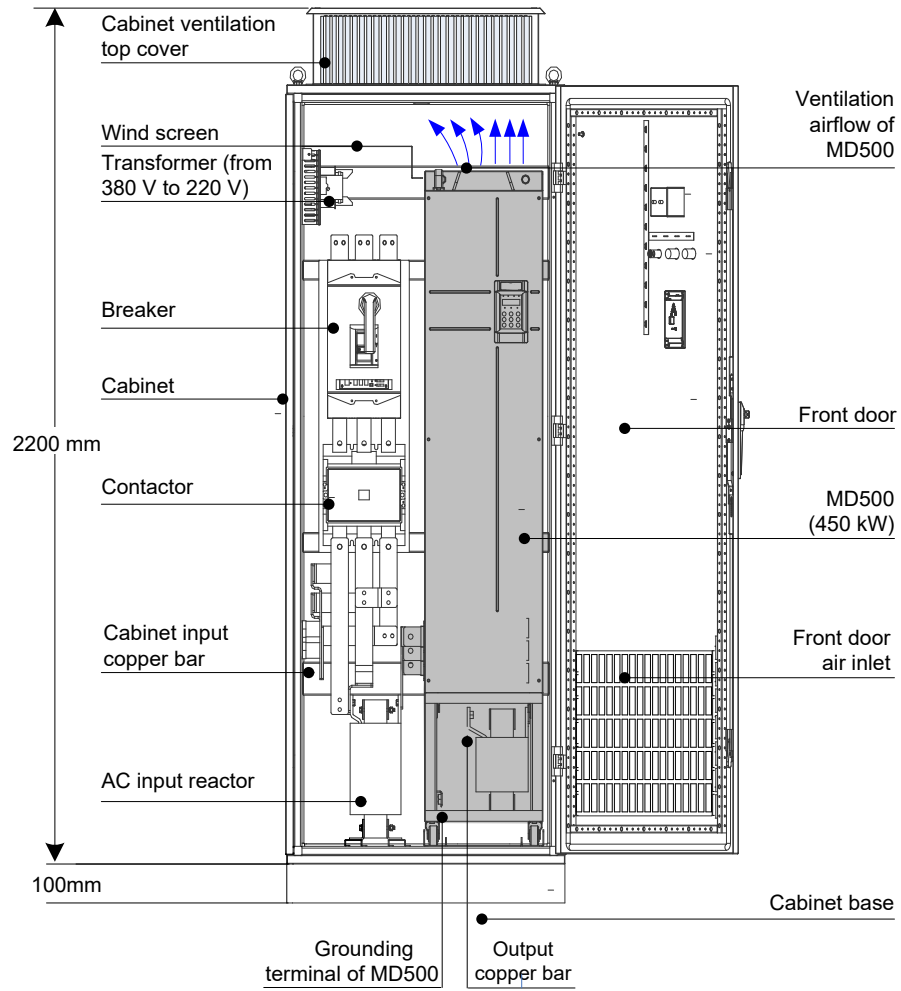 Cabinet ventilation
top cover
Wind screen
Transformer (from
380 V to 220 V)
Breaker
Cabinet
2200 mm
Contactor
Cabinet input
copper bar
AC input reactor
100mm
Grounding
terminal of MD500
Output
copper bar
Ventilation
airflow of
MD500
Front door
MD500
(450 kW)
Front door
air inlet
Cabinet base